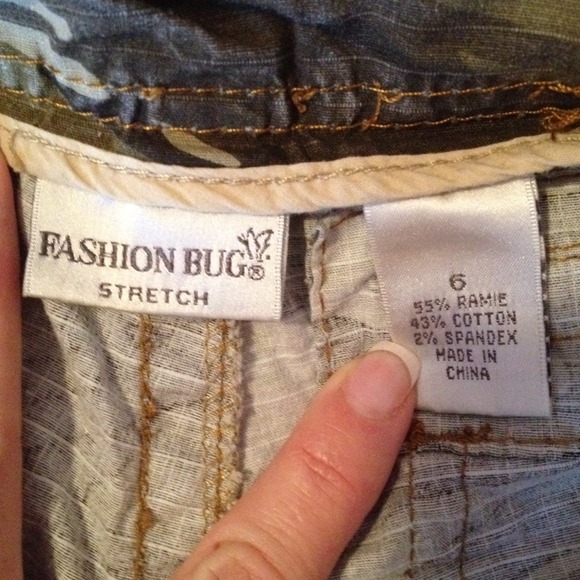 FASHION BUG®
STRETCH
6
55% RAMIE
43% COTTON
2% SPANDEX
MADE IN
CHINA